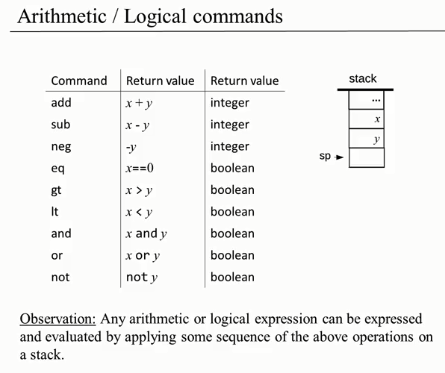 Arithmetic / Logical commands
Command Return value Return value
add x + y integer
sub x - y integer
neg -y integer
eq x==0 boolean
gt x > y boolean
lt x < y boolean
and x and y boolean
or x or y boolean
not not y boolean
stack
...
x
y
sp
Observation: Any arithmetic or logical expression can be expressed
and evaluated by applying some sequence of the above operations on
a stack.